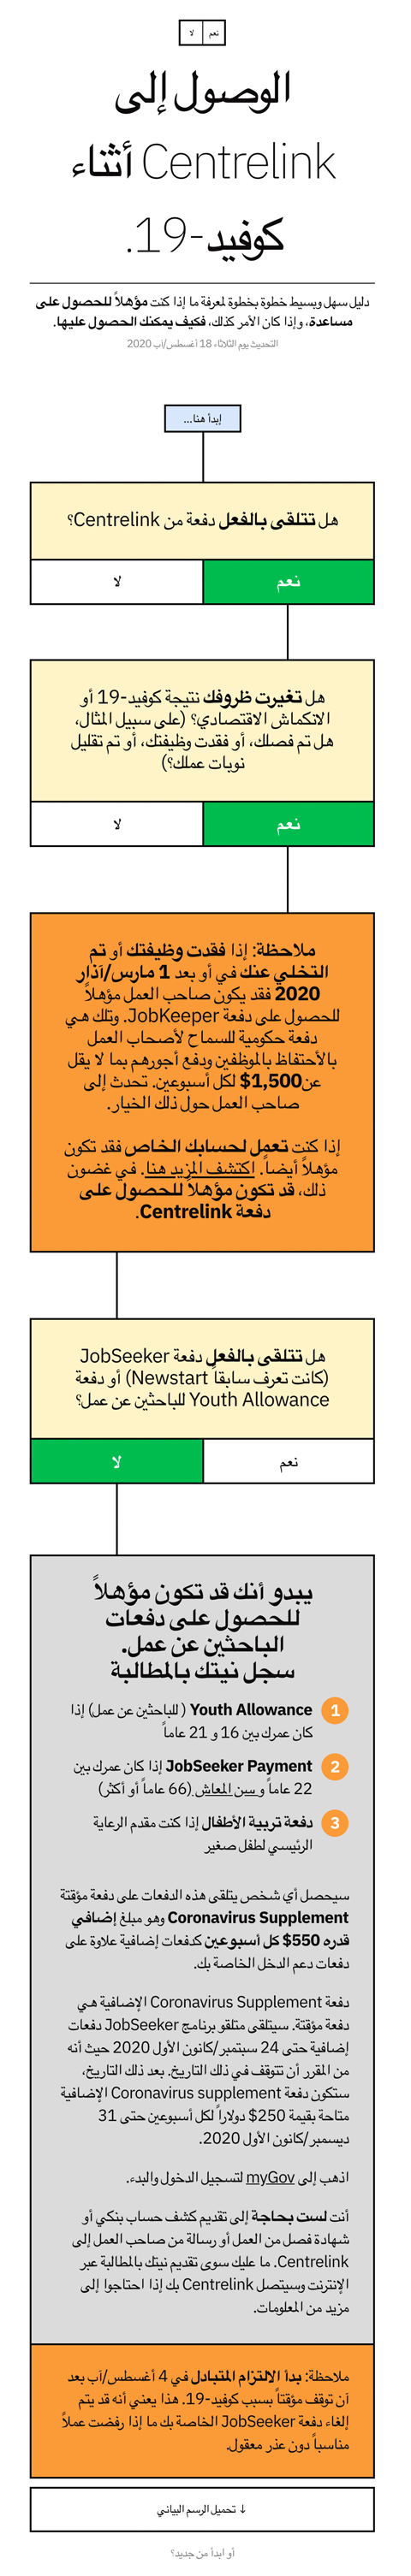 نعم
لا
الوصول إلى
Centrelink أثناء
كوفيد-19.
دليل سهل وبسيط خطوة بخطوة لمعرفة ما إذا كنت مؤهلاً للحصول على
مساعدة، وإذا كان الأمر كذلك، فكيف يمكنك الحصول عليها.
التحديث يوم الثلاثاء 18 أغسطس/آب 2020
إبدأ هنا...
هل تتلقى بالفعل دفعة من Centrelink؟
نعم
لا
هل تغيرت ظروفك نتيجة كوفيد-19 أو
الانكماش الاقتصادي؟ (على سبيل المثال،
هل تم فصلك، أو فقدت وظيفتك، أو تم تقليل
نوبات عملك؟)
نعم
لا
ملاحظة: إذا فقدت وظيفتك أو تم
التخلي عنك في أو بعد 1 مارس/آذار
2020 فقد يكون صاحب العمل مؤهلاً
للحصول على دفعة JobKeeper. وتلك هي
دفعة حكومية للسماح لأصحاب العمل
بالأحتفاظ بالموظفين ودفع أجورهم بما لا يقل
عن1,500$ لكل أسبوعين. تحدث إلى
صاحب العمل حول ذلك الخيار.
إذا كنت تعمل لحسابك الخاص فقد تكون
مؤهلاً أيضاً. اكتشف المزيد هنا. في غضون
ذلك، قد تكون مؤهلاً للحصول على
دفعة Centrelink.
هل تتلقى بالفعل دفعة JobSeeker
(كانت تعرف سابقاً Newstart) أو دفعة
Youth Allowance للباحثين عن عمل؟
نعم
لا
يبدو أنك قد تكون مؤهلاً
للحصول على دفعات
الباحثين عن عمل.
سجل نيتك بالمطالبة
1 Youth Allowance ( للباحثين عن عمل) إذا
كان عمرك بين 16 و 21 عاماً
2 JobSeeker Payment إذا كان عمرك بين
22 عاماً و سن المعاش (66 عاماً أو أكثر)
3 دفعة تربية الأطفال إذا كنت مقدم الرعاية
الرئيسي لطفل صغير
سيحصل أي شخص يتلقى هذه الدفعات على دفعة مؤقتة
Coronavirus Supplement وهو مبلغ إضافي
قدره 550$ كل أسبوعين كدفعات إضافية علاوة على
دفعات دعم الدخل الخاصة بك.
دفعة Coronavirus Supplement الإضافية هي
دفعة مؤقتة. سيتلقى متلقو برنامج JobSeeker دفعات
إضافية حتى 24 سبتمبر/كانون الأول 2020 حيث أنه
من المقرر أن تتوقف في ذلك التاريخ. بعد ذلك التاريخ،
ستكون دفعة Coronavirus supplement الإضافية
متاحة بقيمة 250$ دولاراً لكل أسبوعين حتى 31
ديسمبر/كانون الأول 2020.
اذهب إلى myGov لتسجيل الدخول والبدء.
أنت لست بحاجة إلى تقديم كشف حساب بنكي أو
شهادة فصل من العمل أو رسالة من صاحب العمل إلى
Centrelink. ما عليك سوى تقديم نيتك بالمطالبة عبر
الإنترنت وسيتصل Centrelink بك إذا احتاجوا إلى
مزيد من المعلومات.
ملاحظة: بدأ الالتزام المتبادل في 4 أغسطس/آب بعد
أن توقف مؤقتاً بسبب كوفيد-19. هذا يعني أنه قد يتم
إلغاء دفعة JobSeeker الخاصة بك ما إذا رفضت عملاً
مناسباً دون عذر معقول.
↓ تحميل الرسم البياني
أو ابدأ من جديد؟